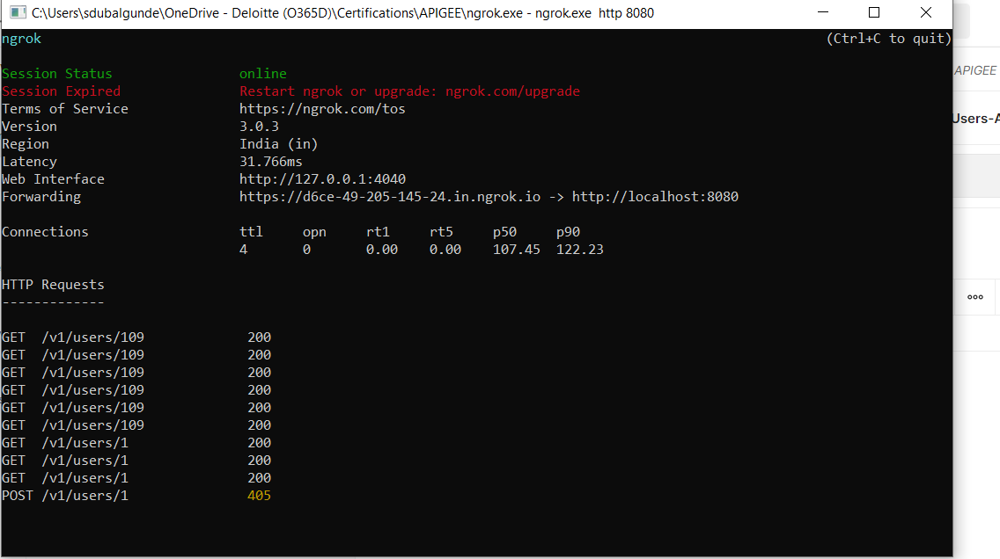 C:\Users\sdubalgunde\OneDrive - Deloitte (O365D)\Certifications\APIGEE\ngrok.exe - ngrok.exe  http 8080
ngrok (Ctrl+C to quit)
Session Status online
Session Expired Restart ngrok or upgrade: ngrok.com/upgrade
Terms of Service https://ngrok.com/tos
Version 3.0.3
Region India (in)
Latency 31.766ms
Web Interface http://127.0.0.1:4040
Forwarding https://d6ce-49-205-145-24.in.ngrok.io -> http://localhost:8080
Connections ttl opn rt1 rt5 p50 p90
4 0 0.00 0.00 107.45 122.23
HTTP Requests
-------------
GET /v1/users/109 200
GET /v1/users/109 200
GET /v1/users/109 200
GET /v1/users/109 200
GET /v1/users/109 200
GET /v1/users/109 200
GET /v1/users/1 200
GET /v1/users/1 200
GET /v1/users/1 200
POST /v1/users/1 405
APIGEE
Users-A